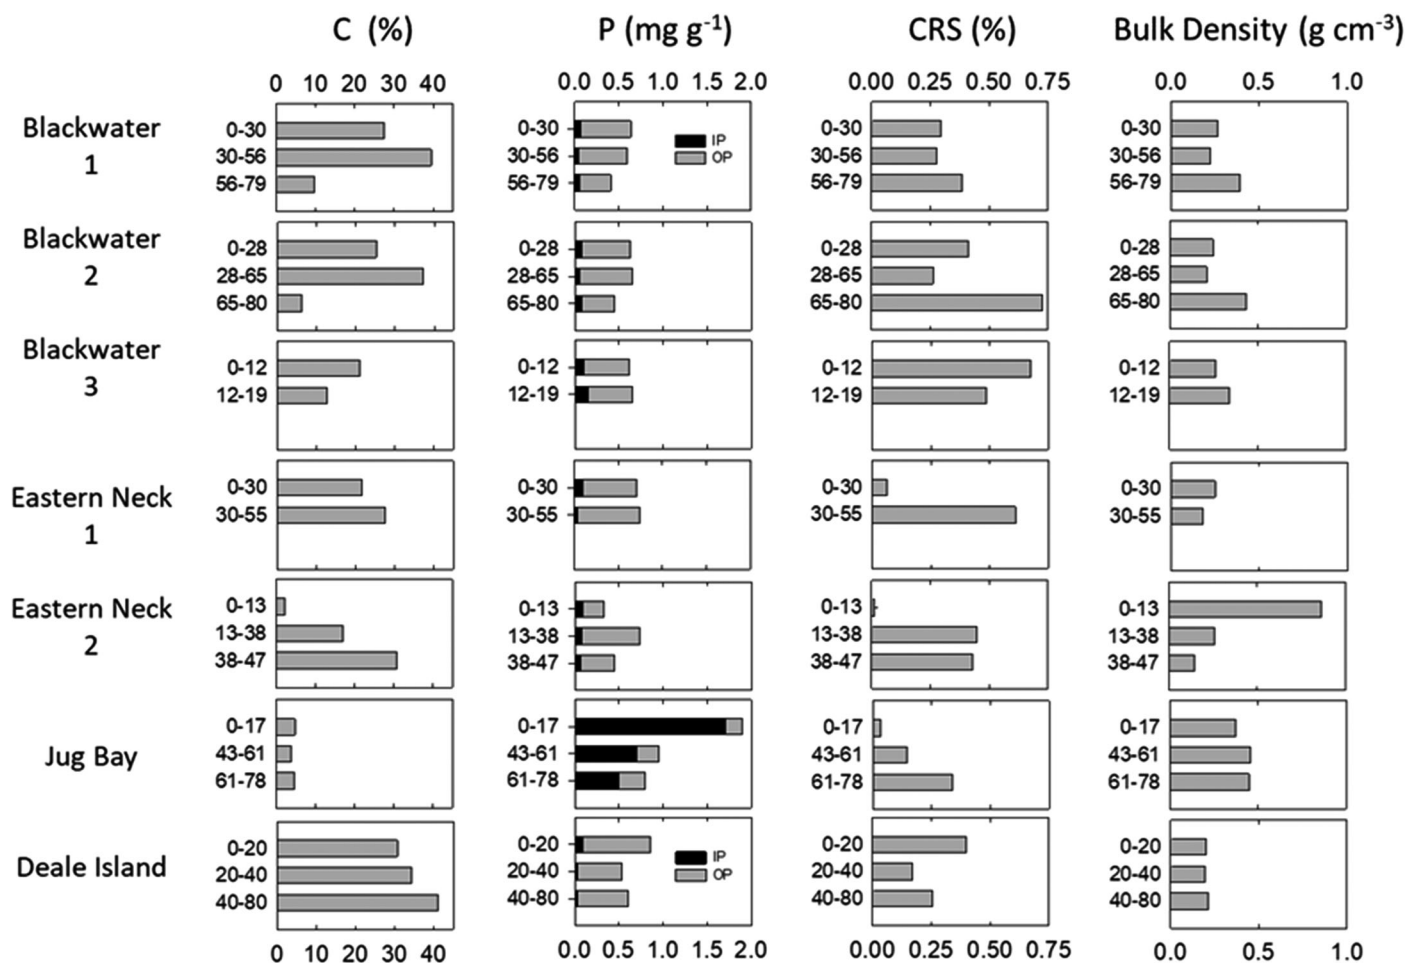 C (%) P (mg g-1) CRS (%) Bulk Density (g cm-3)
0 10 20 30 40 0.0 0.5 1.0 1.5 2.0 0.00 0.25 0.50 0.75 0.0 0.5 1.0
Blackwater 1
0-30 0-30 0-30 0-30
30-56 30-56 30-56 30-56
56-79 56-79 56-79 56-79
IP
OP
Blackwater 2
0-28 0-28 0-28 0-28
28-65 28-65 28-65 28-65
65-80 65-80 65-80 65-80
Blackwater 3
0-12 0-12 0-12 0-12
12-19 12-19 12-19 12-19
Eastern Neck 1
0-30 0-30 0-30 0-30
30-55 30-55 30-55 30-55
Eastern Neck 2
0-13 0-13 0-13 0-13
13-38 13-38 13-38 13-38
38-47 38-47 38-47 38-47
Jug Bay
0-17 0-17 0-17 0-17
43-61 43-61 43-61 43-61
61-78 61-78 61-78 61-78
Deale Island
0-20 0-20 0-20 0-20
20-40 20-40 20-40 20-40
40-80 40-80 40-80 40-80
IP
OP
0 10 20 30 40 0.0 0.5 1.0 1.5 2.0 0.00 0.25 0.50 0.75 0.0 0.5 1.0